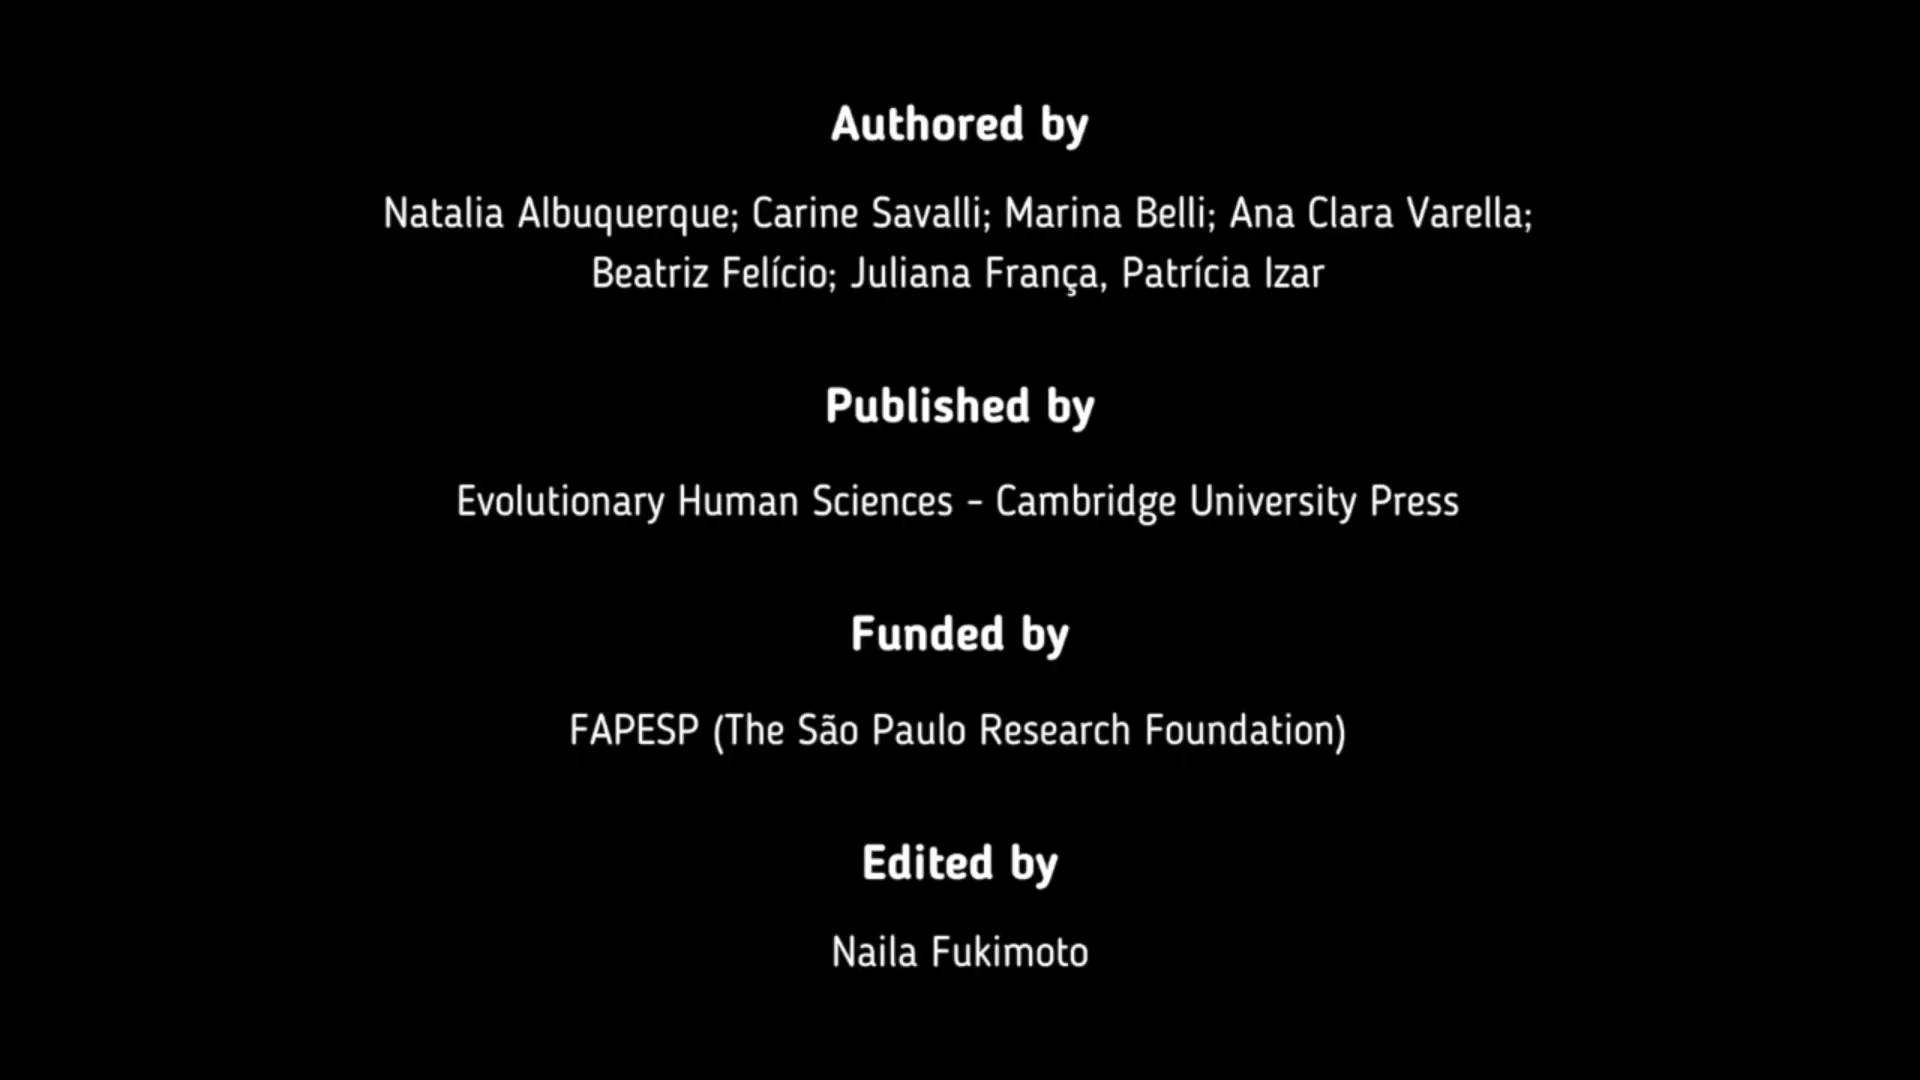 Authored by
Natalia Albuquerque; Carine Savalli; Marina Belli; Ana Clara Varella;
Beatriz Felício; Juliana França, Patrícia Izar
Published by
Evolutionary Human Sciences - Cambridge University Press
Funded by
FAPESP (The São Paulo Research Foundation)
Edited by
Naila Fukimoto